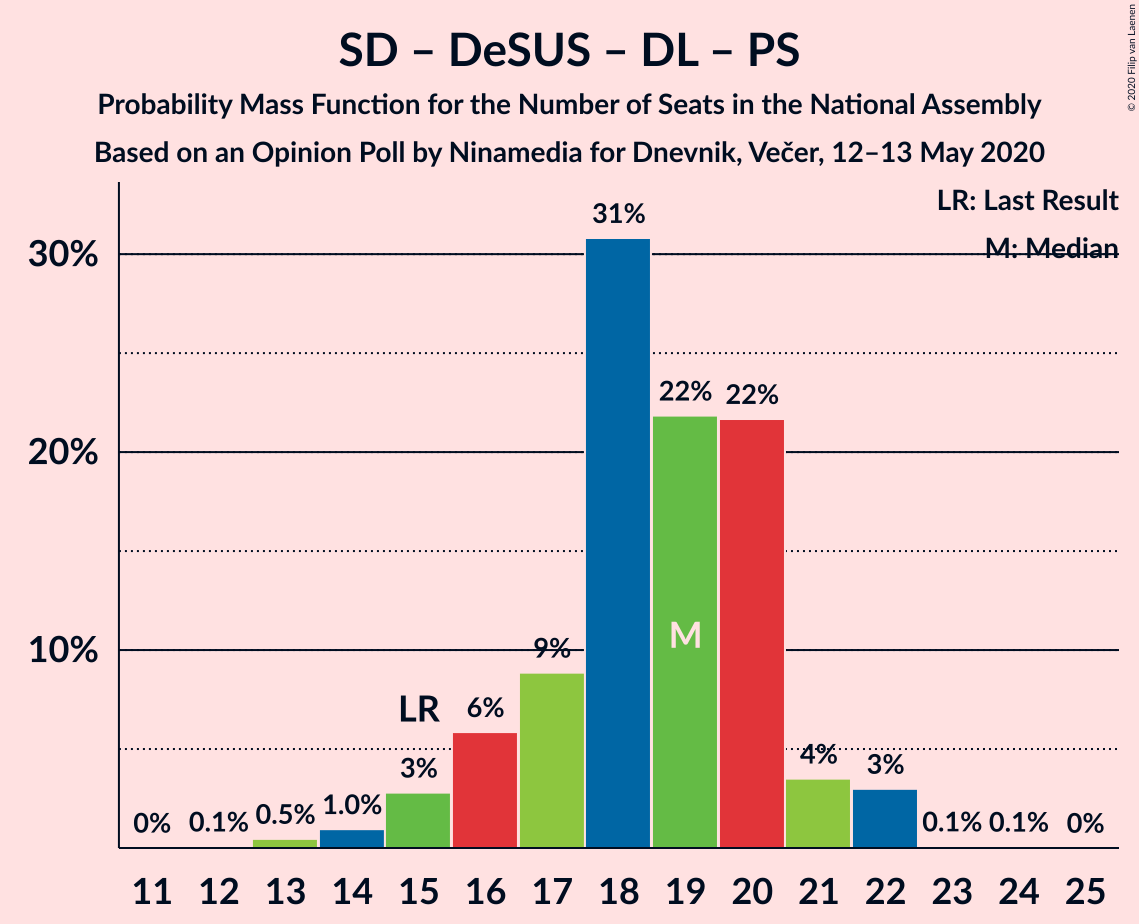 SD – DeSUS – DL – PS
Probability Mass Function for the Number of Seats in the National Assembly
Based on an Opinion Poll by Ninamedia for Dnevnik, Večer, 12–13 May 2020
© 2020 Filip van Laenen
LR: Last Result
M: Median
30%
20%
10%
0%
0.1%
0.5%
1.0%
LR
3%
6%
9%
31%
22%
M
22%
4%
3%
0.1%
0.1%
0%
11 12 13 14 15 16 17 18 19 20 21 22 23 24 25